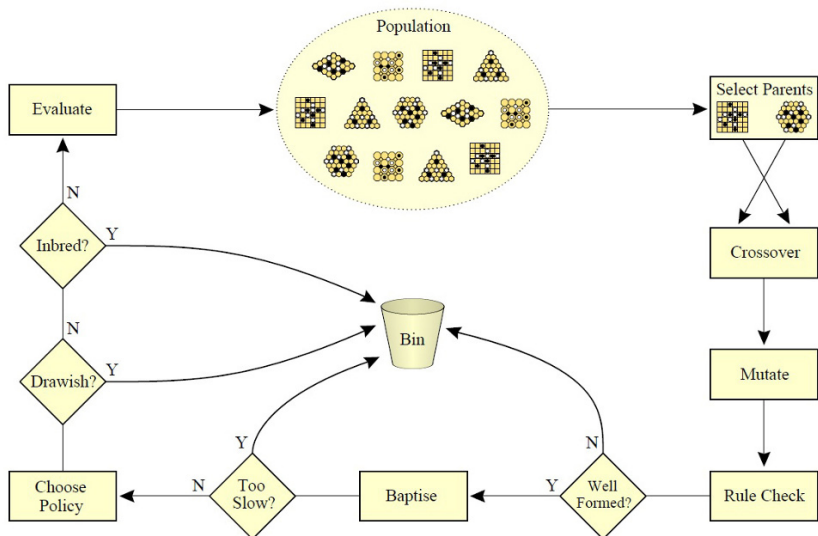 Population
Evaluate
Select Parents
N
Inbred?
Y
Crossover
N
Bin
Drawish?
Y
Mutate
Y
N
Choose
Policy
N
Too
Slow?
Baptise
Y
Well
Formed?
Rule Check